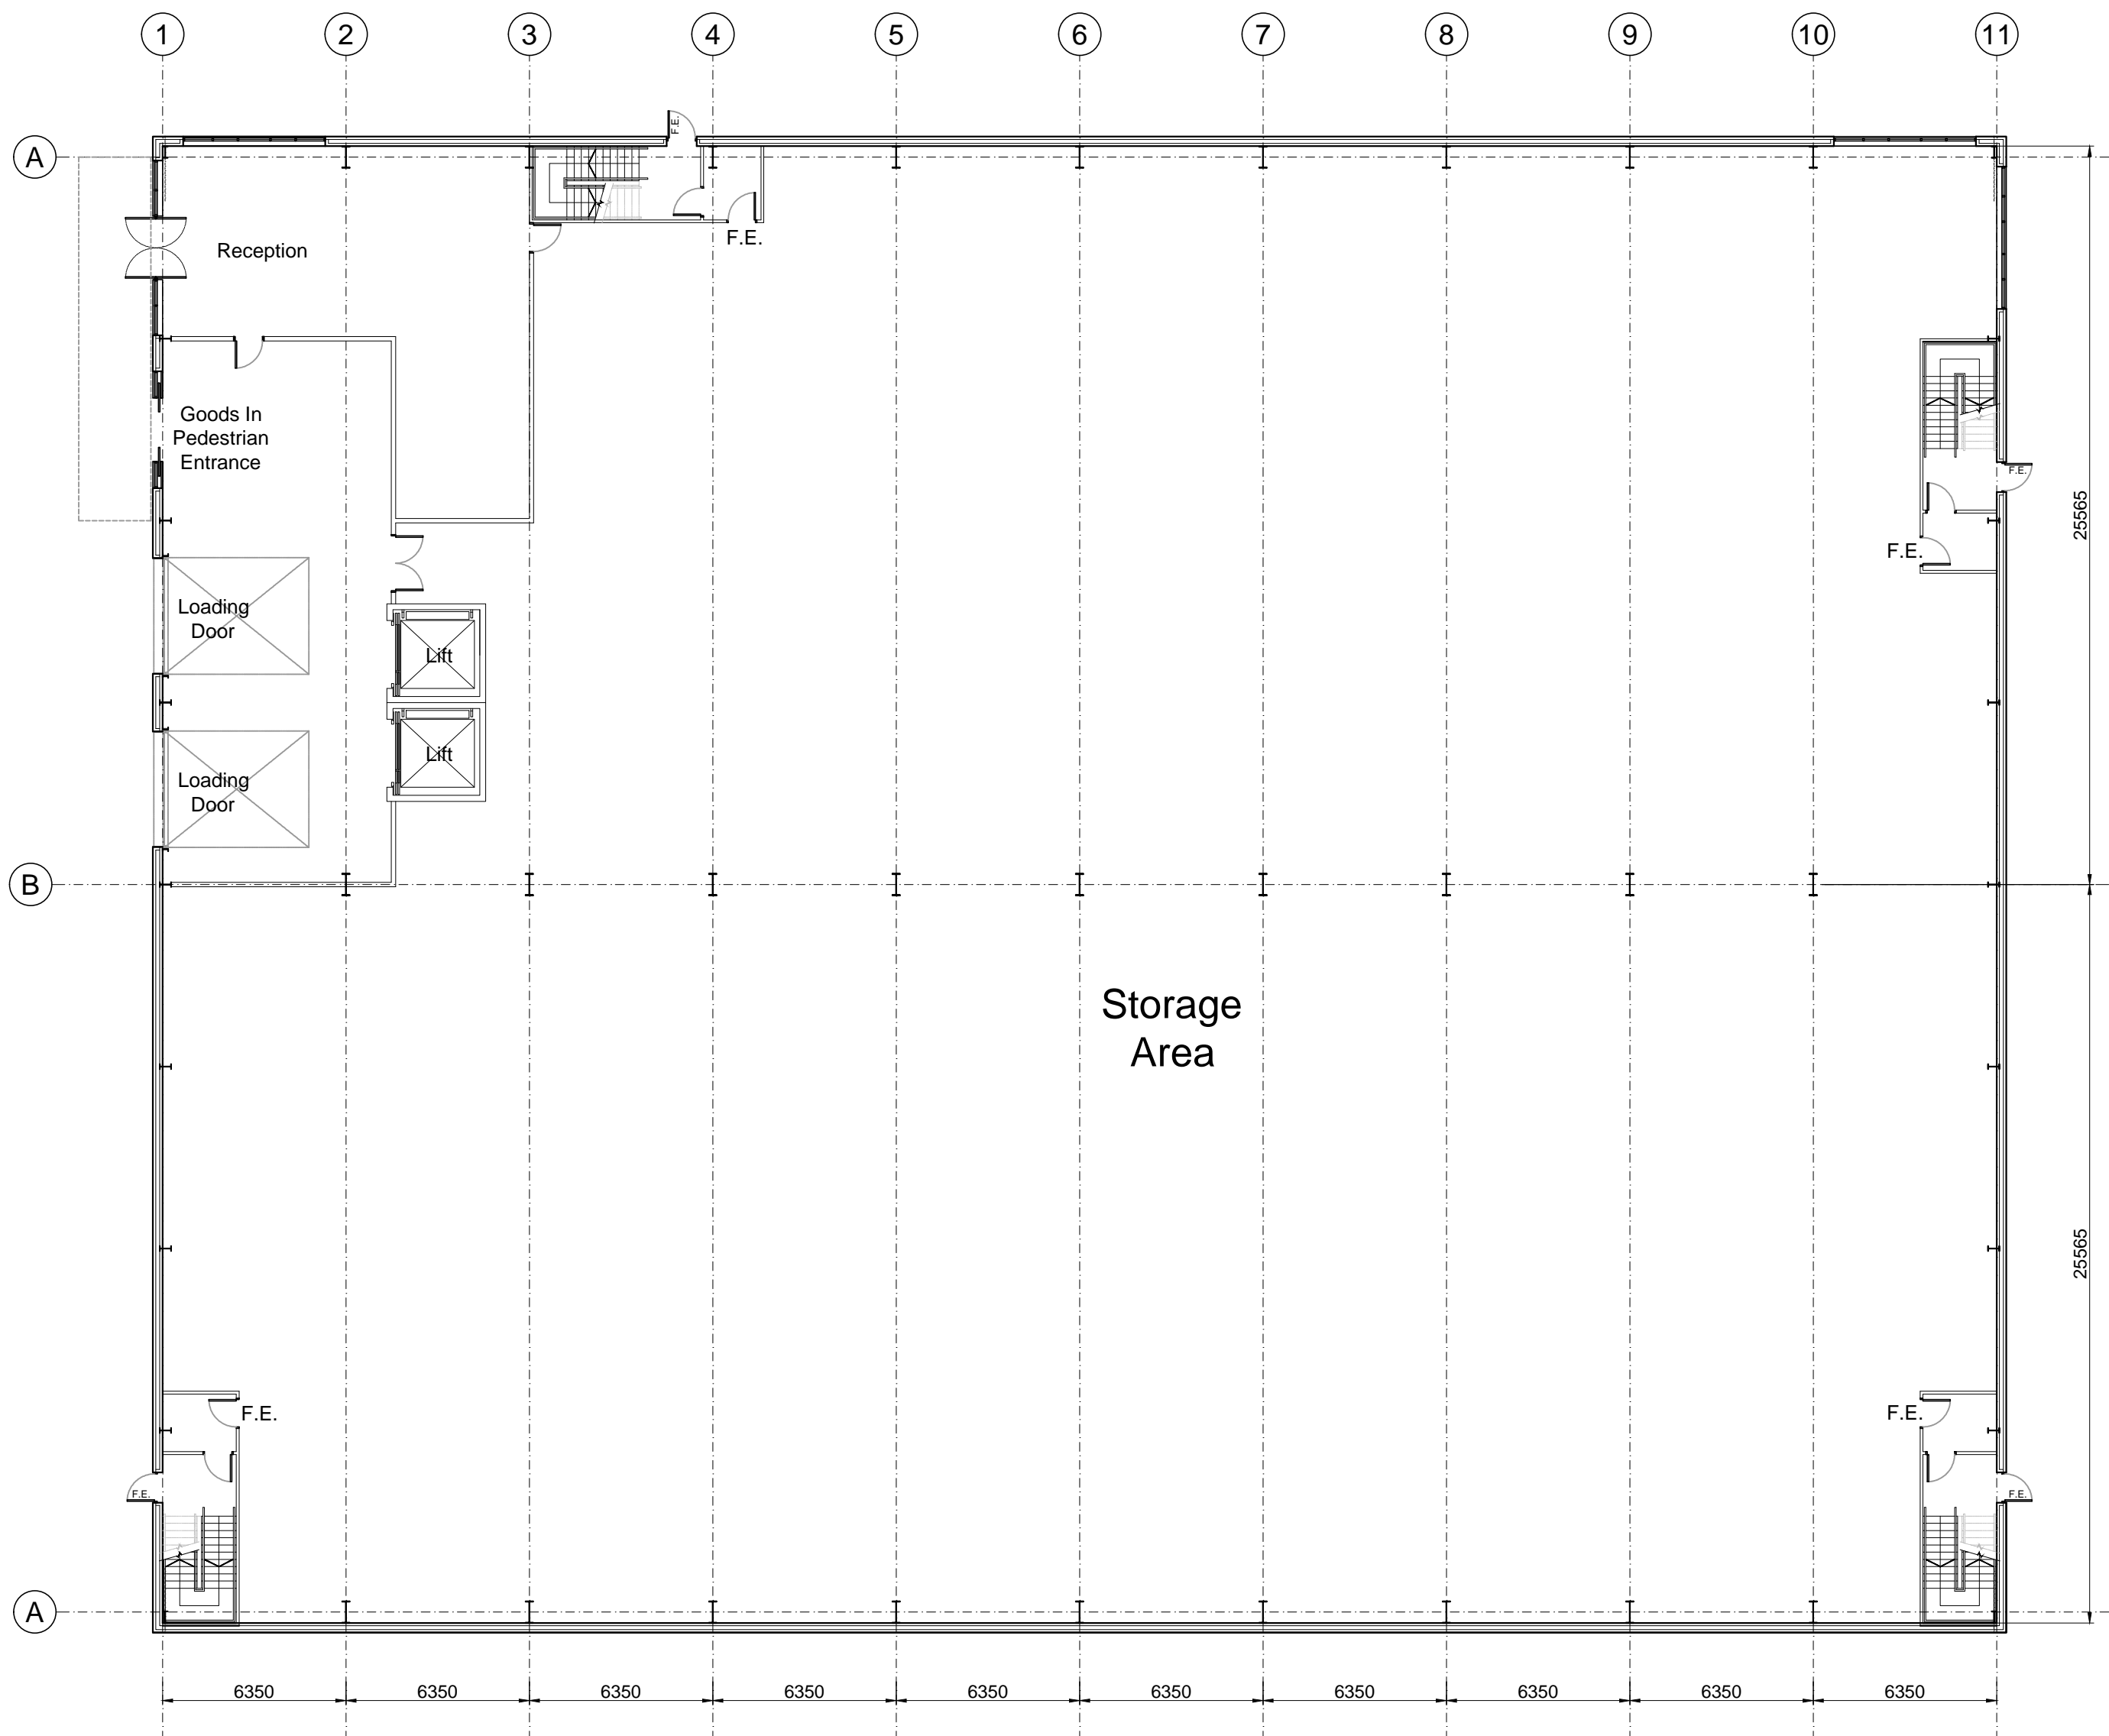 1 2 3 4 5 6 7 8 9 10 11
A
F.E.
F.E.
Reception
Goods In
Pedestrian
Entrance
F.E.
25565
F.E.
Loading
Door
Lift
Loading
Door
Lift
B
Storage
Area
25565
F.E.
F.E.
F.E.
F.E.
A
6350 6350 6350 6350 6350 6350 6350 6350 6350 6350